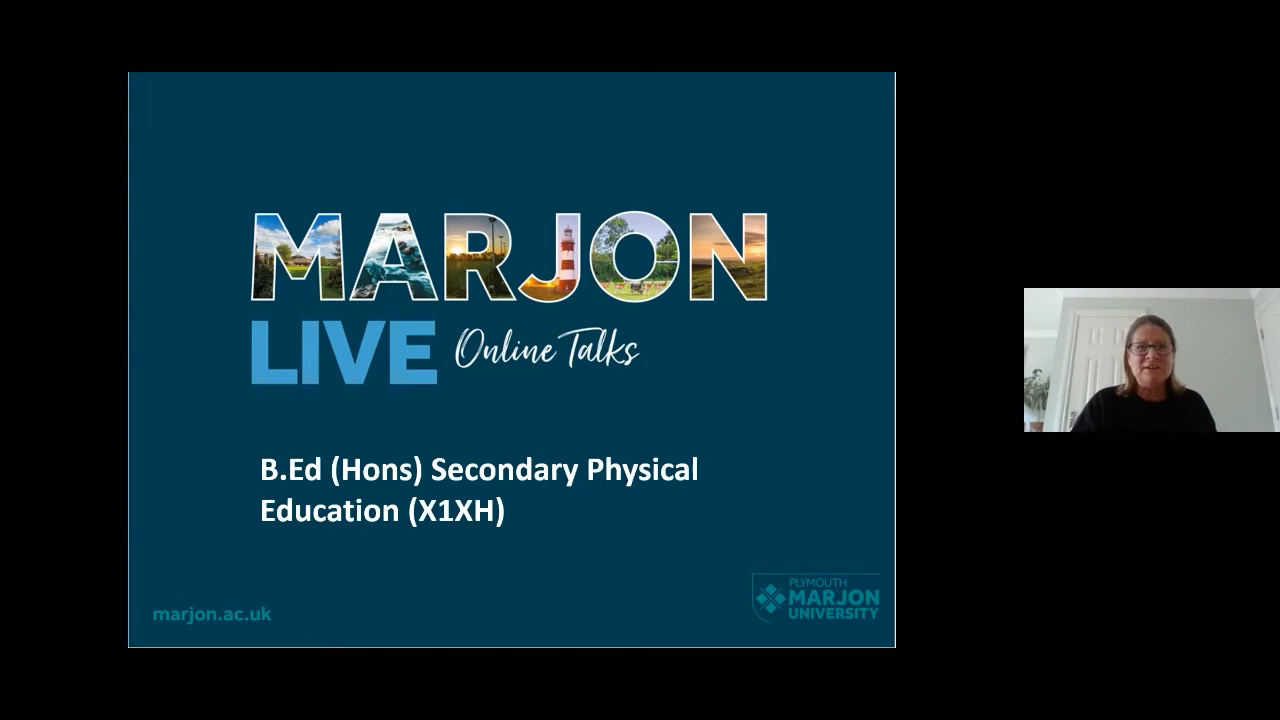 MARJON
LIVE Online Talks
B.Ed (Hons) Secondary Physical
Education (X1XH)
marjon.ac.uk
PLYMOUTH
MARJON
UNIVERSITY